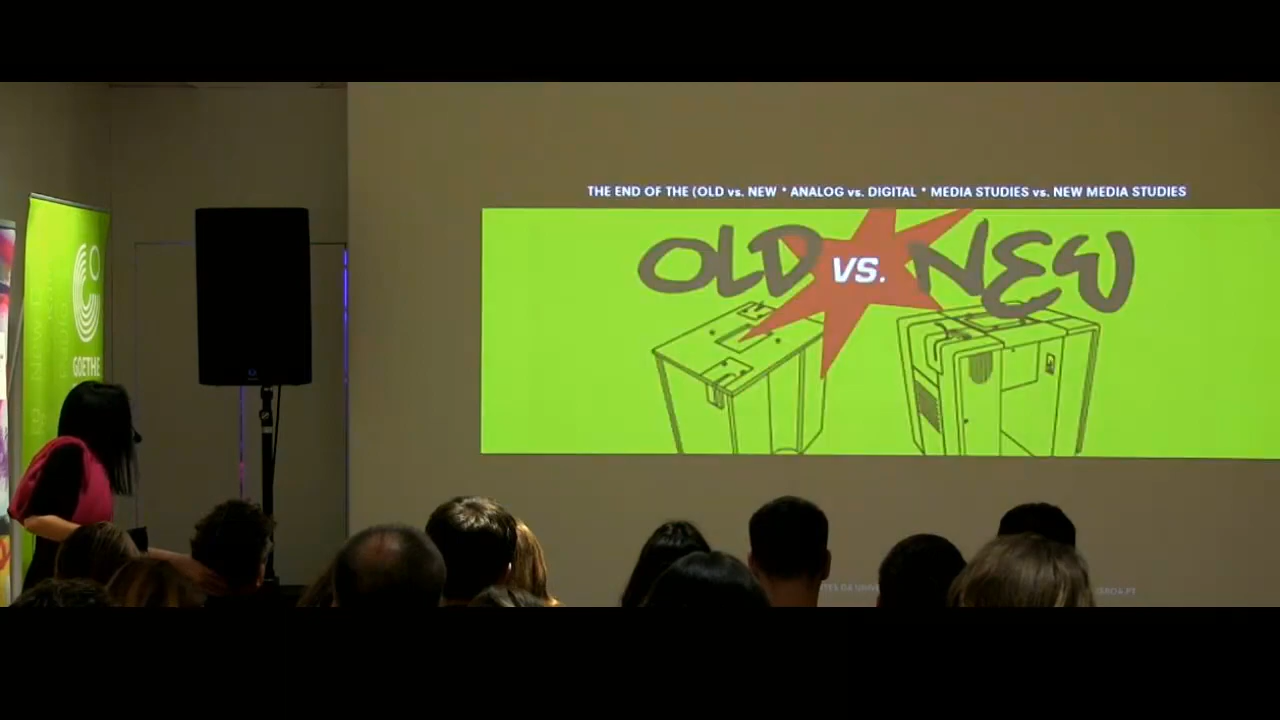 THE END OF THE (OLD vs. NEW * ANALOG vs. DIGITAL * MEDIA STUDIES vs. NEW MEDIA STUDIES
OLD VS. NEW
GOETHE